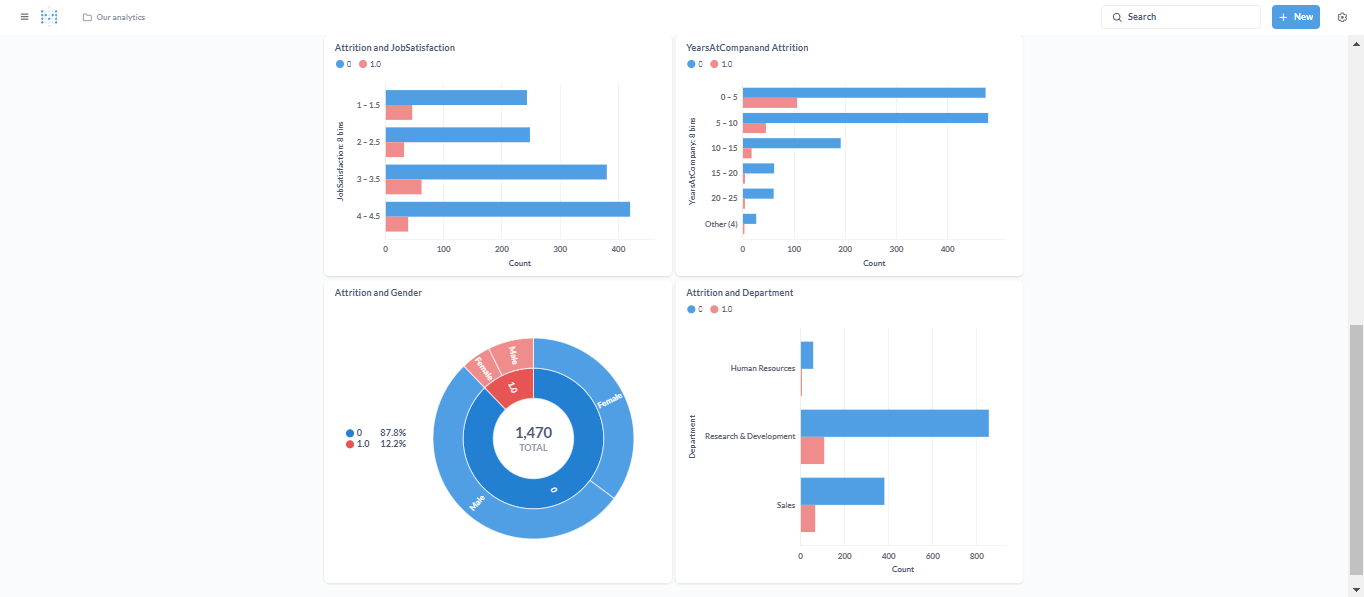 Our analytics
Search
+ New
Attrition and JobSatisfaction
0 1.0
JobSatisfaction: 8 bins
1 – 1.5
2 – 2.5
3 – 3.5
4 – 4.5
0 100 200 300 400
Count
YearsAtCompanand Attrition
0 1.0
YearsAtCompany: 8 bins
0 – 5
5 – 10
10 – 15
15 – 20
20 – 25
Other (4)
0 100 200 300 400
Count
Attrition and Gender
0 87.8%
1.0 12.2%
Female
Male
1.0
Female
1,470
TOTAL
0
Male
Attrition and Department
0 1.0
Department
Human Resources
Research & Development
Sales
0 200 400 600 800
Count